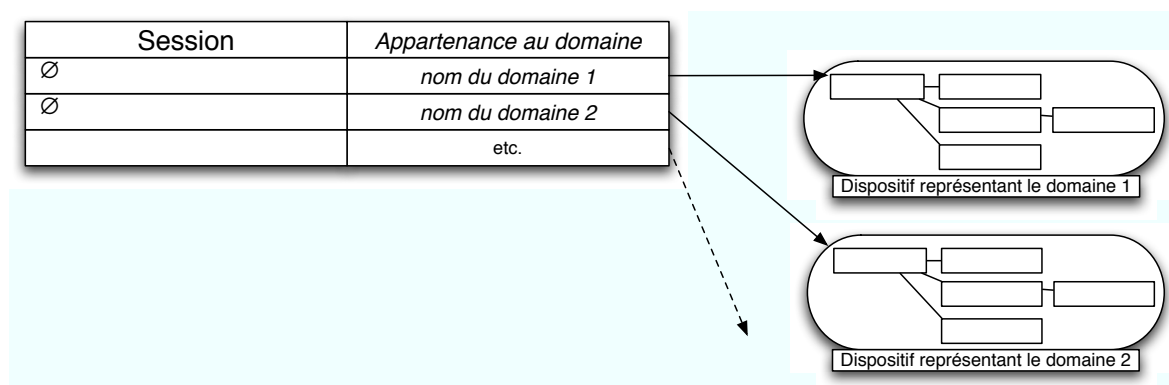 Session Appartenance au domaine
∅ nom du domaine 1
∅ nom du domaine 2
etc.
Dispositif représentant le domaine 1
Dispositif représentant le domaine 2